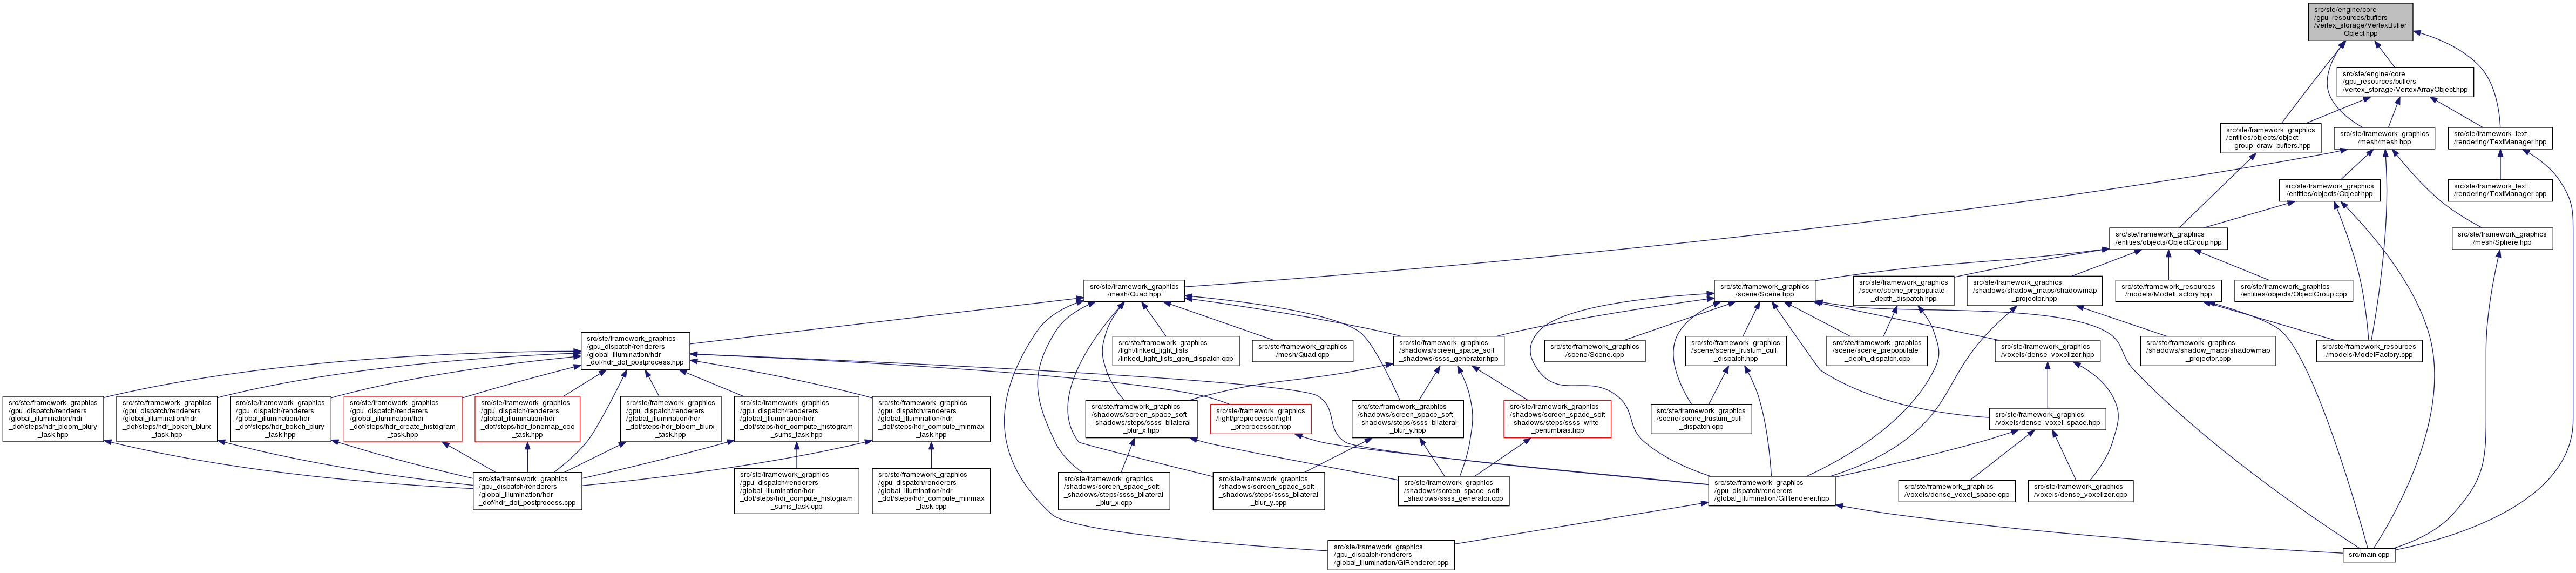 src/ste/engine/core
/gpu_resources/buffers
/vertex_storage/VertexBuffer
Object.hpp
src/ste/engine/core
/gpu_resources/buffers
/vertex_storage/VertexArrayObject.hpp
src/ste/framework_graphics
/entities/objects/object
_group_draw_buffers.hpp
src/ste/framework_graphics
/mesh/mesh.hpp
src/ste/framework_text
/rendering/TextManager.hpp
src/ste/framework_graphics
/entities/objects/Object.hpp
src/ste/framework_text
/rendering/TextManager.cpp
src/ste/framework_graphics
/entities/objects/ObjectGroup.hpp
src/ste/framework_graphics
/mesh/Sphere.hpp
src/ste/framework_graphics
/mesh/Quad.hpp
src/ste/framework_graphics
/scene/Scene.hpp
src/ste/framework_graphics
/scene/scene_prepopulate
_depth_dispatch.hpp
src/ste/framework_graphics
/shadows/shadow_maps/shadowmap
_projector.hpp
src/ste/framework_resources
/models/ModelFactory.hpp
src/ste/framework_graphics
/entities/objects/ObjectGroup.cpp
src/ste/framework_graphics
/gpu_dispatch/renderers
/global_illumination/hdr
_dof/hdr_dof_postprocess.hpp
src/ste/framework_graphics
/light/linked_light_lists
/linked_light_lists_gen_dispatch.cpp
src/ste/framework_graphics
/mesh/Quad.cpp
src/ste/framework_graphics
/shadows/screen_space_soft
_shadows/ssss_generator.hpp
src/ste/framework_graphics
/scene/Scene.cpp
src/ste/framework_graphics
/scene/scene_frustum_cull
_dispatch.hpp
src/ste/framework_graphics
/scene/scene_prepopulate
_depth_dispatch.cpp
src/ste/framework_graphics
/voxels/dense_voxelizer.hpp
src/ste/framework_graphics
/shadows/shadow_maps/shadowmap
_projector.cpp
src/ste/framework_resources
/models/ModelFactory.cpp
src/ste/framework_graphics
/gpu_dispatch/renderers
/global_illumination/hdr
_dof/steps/hdr_bloom_blury
_task.hpp
src/ste/framework_graphics
/gpu_dispatch/renderers
/global_illumination/hdr
_dof/steps/hdr_bokeh_blurx
_task.hpp
src/ste/framework_graphics
/gpu_dispatch/renderers
/global_illumination/hdr
_dof/steps/hdr_bokeh_blury
_task.hpp
src/ste/framework_graphics
/gpu_dispatch/renderers
/global_illumination/hdr
_dof/steps/hdr_create_histogram
_task.hpp
src/ste/framework_graphics
/gpu_dispatch/renderers
/global_illumination/hdr
_dof/steps/hdr_tonemap_coc
_task.hpp
src/ste/framework_graphics
/gpu_dispatch/renderers
/global_illumination/hdr
_dof/steps/hdr_bloom_blurx
_task.hpp
src/ste/framework_graphics
/gpu_dispatch/renderers
/global_illumination/hdr
_dof/steps/hdr_compute_histogram
_sums_task.hpp
src/ste/framework_graphics
/gpu_dispatch/renderers
/global_illumination/hdr
_dof/steps/hdr_compute_minmax
_task.hpp
src/ste/framework_graphics
/shadows/screen_space_soft
_shadows/steps/ssss_bilateral
_blur_x.hpp
src/ste/framework_graphics
/light/preprocessor/light
_preprocessor.hpp
src/ste/framework_graphics
/shadows/screen_space_soft
_shadows/steps/ssss_bilateral
_blur_y.hpp
src/ste/framework_graphics
/shadows/screen_space_soft
_shadows/steps/ssss_write
_penumbras.hpp
src/ste/framework_graphics
/scene/scene_frustum_cull
_dispatch.cpp
src/ste/framework_graphics
/voxels/dense_voxel_space.hpp
src/ste/framework_graphics
/gpu_dispatch/renderers
/global_illumination/hdr
_dof/hdr_dof_postprocess.cpp
src/ste/framework_graphics
/gpu_dispatch/renderers
/global_illumination/hdr
_dof/steps/hdr_compute_histogram
_sums_task.cpp
src/ste/framework_graphics
/gpu_dispatch/renderers
/global_illumination/hdr
_dof/steps/hdr_compute_minmax
_task.cpp
src/ste/framework_graphics
/shadows/screen_space_soft
_shadows/steps/ssss_bilateral
_blur_x.cpp
src/ste/framework_graphics
/shadows/screen_space_soft
_shadows/steps/ssss_bilateral
_blur_y.cpp
src/ste/framework_graphics
/shadows/screen_space_soft
_shadows/ssss_generator.cpp
src/ste/framework_graphics
/gpu_dispatch/renderers
/global_illumination/GIRenderer.hpp
src/ste/framework_graphics
/voxels/dense_voxel_space.cpp
src/ste/framework_graphics
/voxels/dense_voxelizer.cpp
src/ste/framework_graphics
/gpu_dispatch/renderers
/global_illumination/GIRenderer.cpp
src/main.cpp